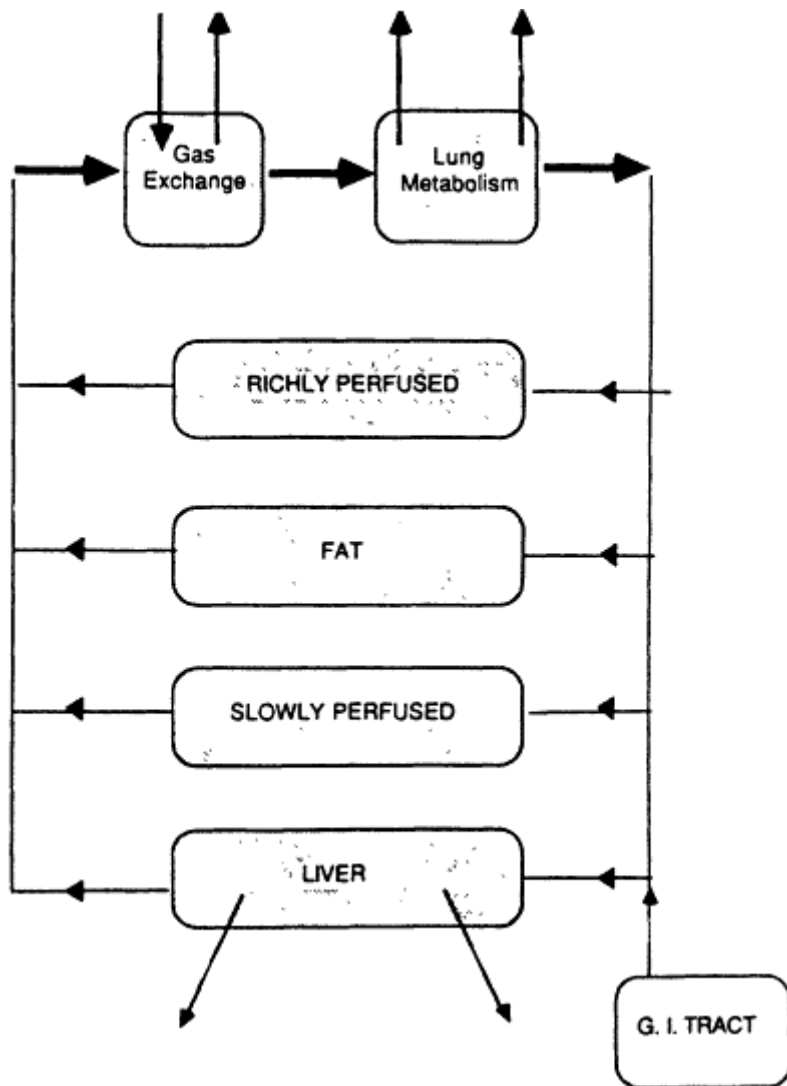 Gas
Exchange
Lung
Metabolism
RICHLY PERFUSED
FAT
SLOWLY PERFUSED
LIVER
G. I. TRACT